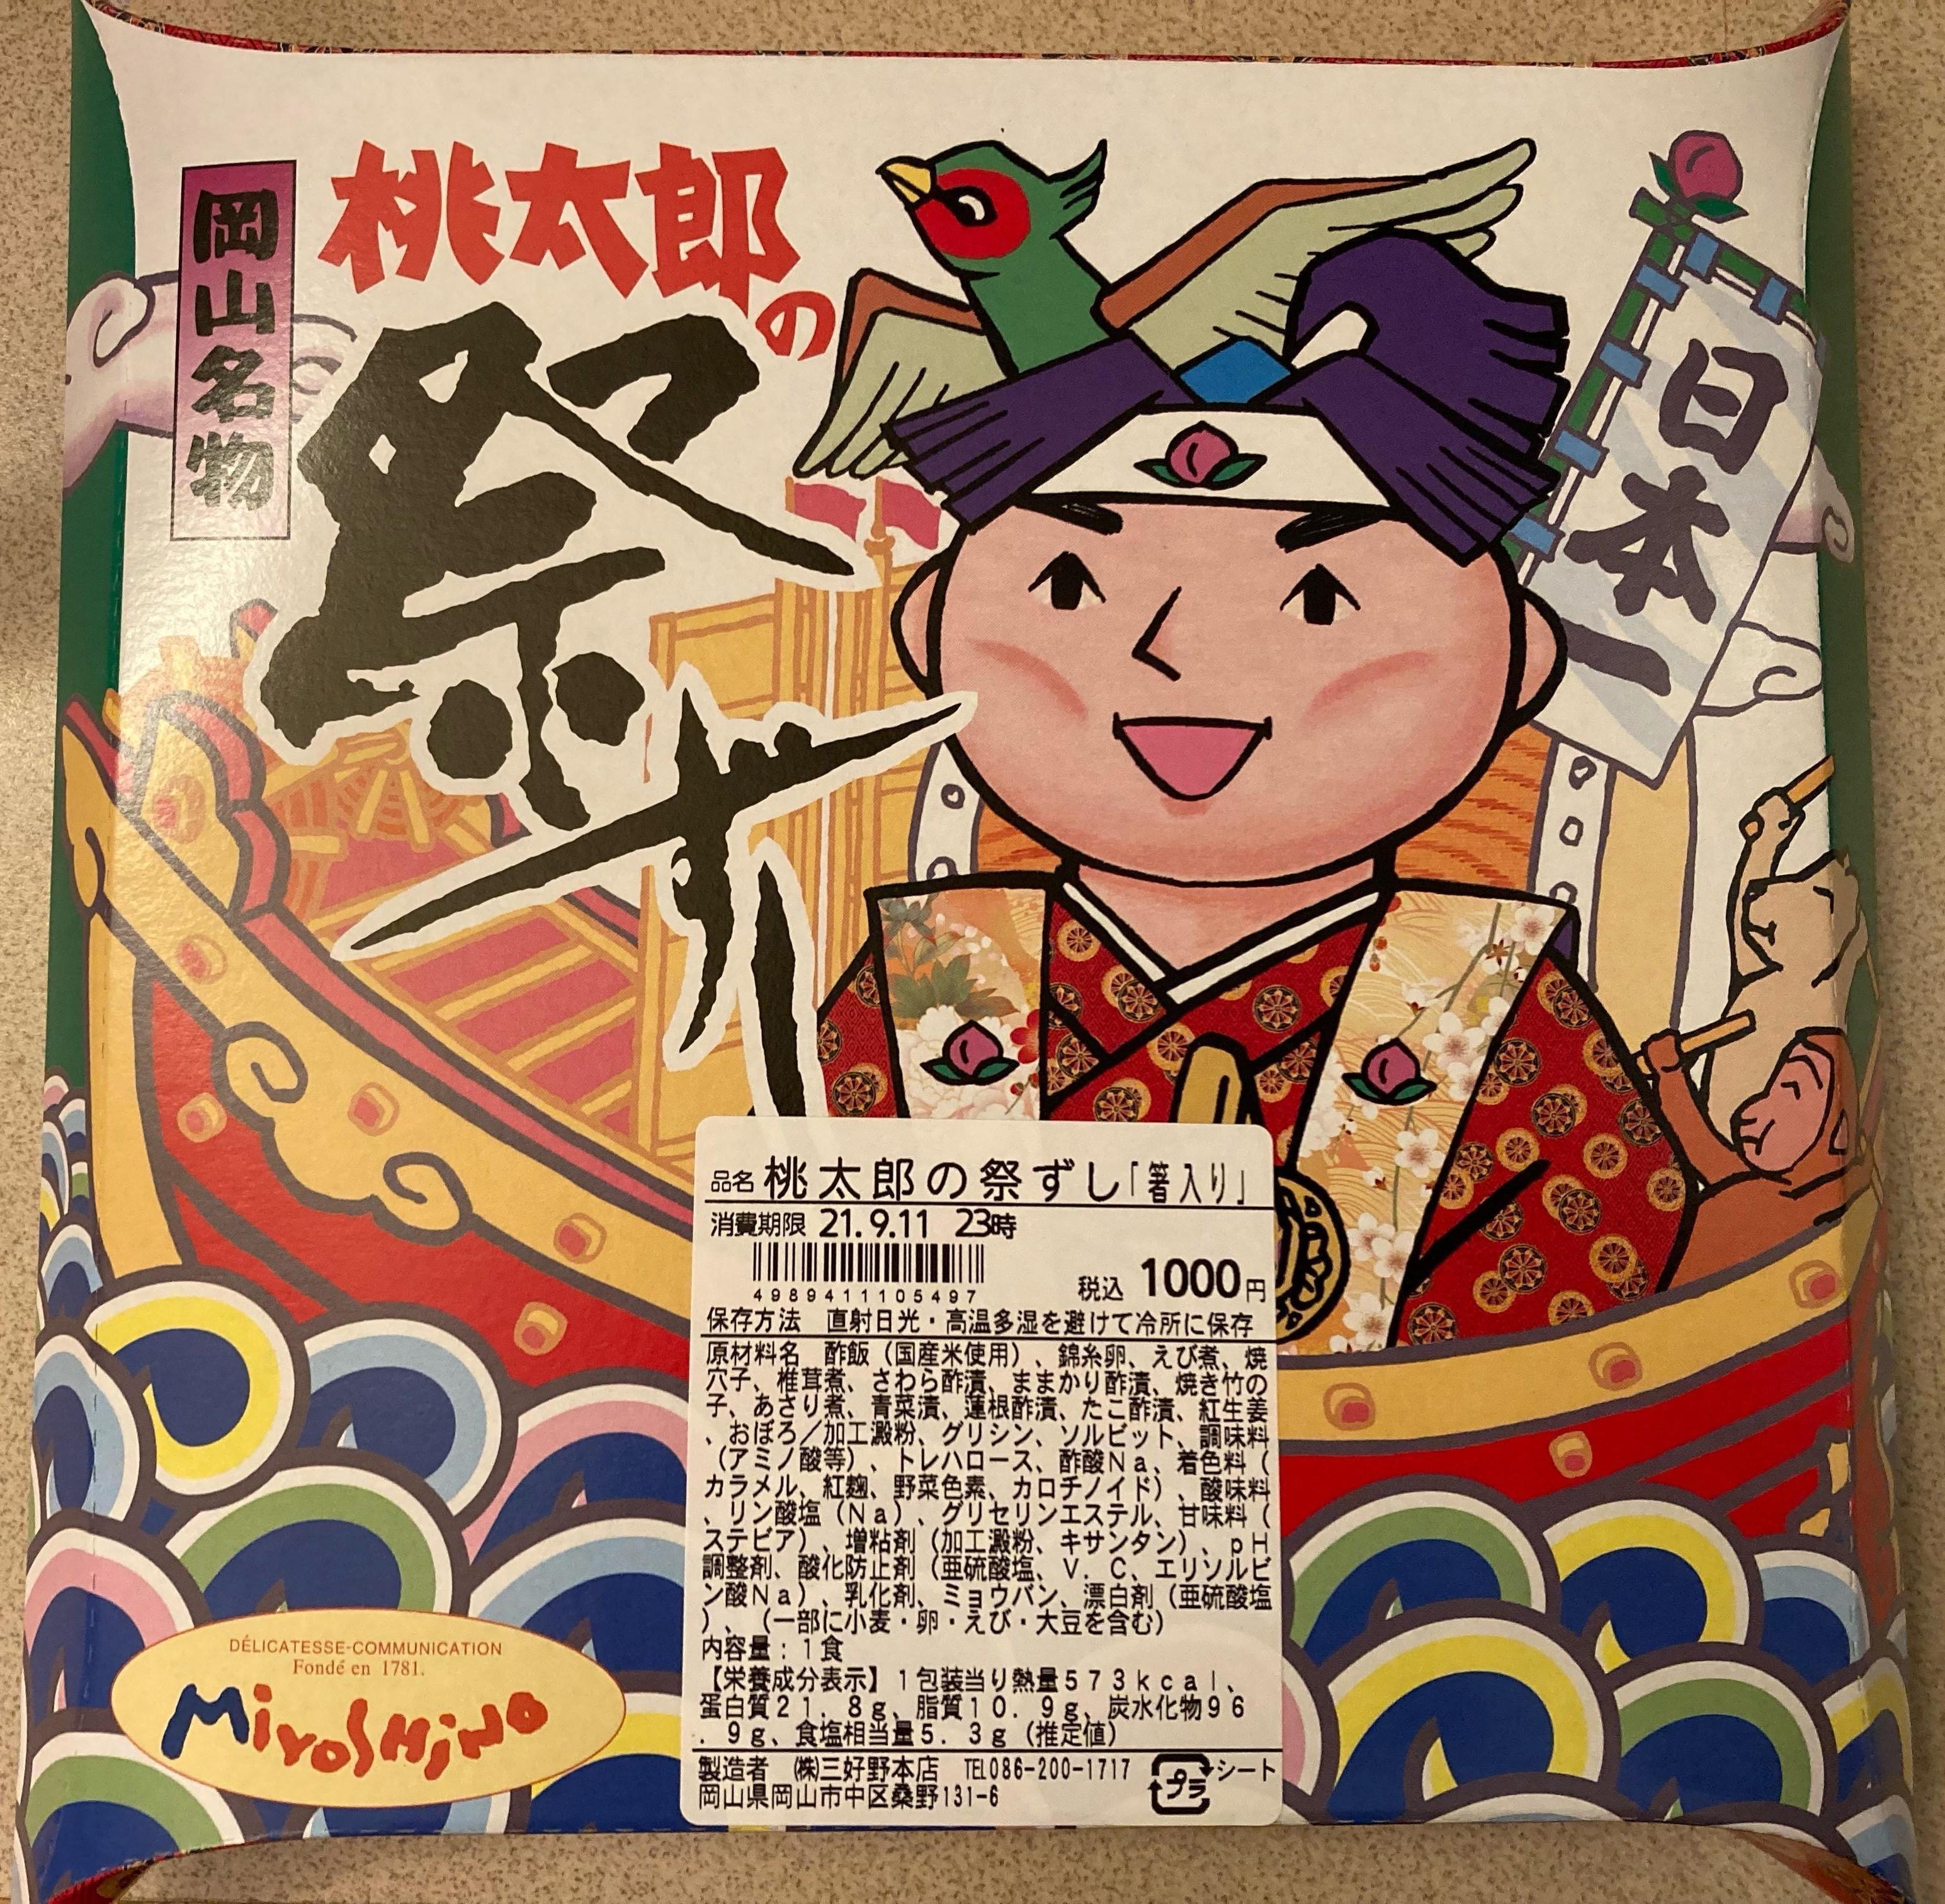 岡山名物
桃太郎の
祭ずし
日本一
品名 桃太郎の祭ずし「箸入り」
消費期限 21.9.11 23時
4989411105497
税込 1000円
保存方法 直射日光・高温多湿を避けて冷所に保存
原材料名 酢飯(国産米使用)、錦糸卵、えび煮、焼
穴子、椎茸煮、さわら酢漬、ままかり酢漬、焼き竹の
子、あさり煮、青菜漬、蓮根酢漬、たこ酢漬、紅生姜
、おぼろ/加工澱粉、グリシン、ソルビット、調味料
(アミノ酸等)、トレハロース、酢酸Na、着色料(
カラメル、紅麹、野菜色素、カロチノイド)、酸味料
、リン酸塩(Na)、グリセリンエステル、甘味料(
ステビア)、増粘剤(加工澱粉、キサンタン)、pH
調整剤、酸化防止剤(亜硫酸塩、V.C、エリソルビ
ン酸Na)、乳化剤、ミョウバン、漂白剤(亜硫酸塩
)、(一部に小麦・卵・えび・大豆を含む)
内容量:1食
【栄養成分表示】1包装当り熱量573kcal、
蛋白質21.8g、脂質10.9g、炭水化物96
.9g、食塩相当量5.3g(推定値)
製造者 ㈱三好野本店 TEL086-200-1717
岡山県岡山市中区桑野131-6
プラ シート
DÉLICATESSE-COMMUNICATION
Fondé en 1781.
MiYoSHiNo